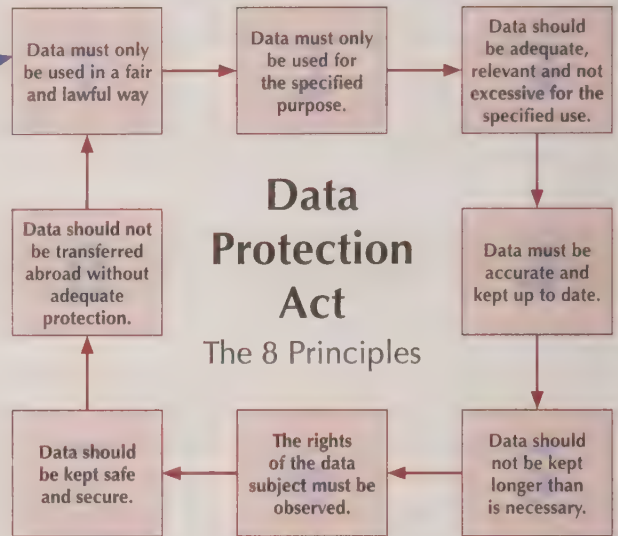 Data must only
be used in a fair
and lawful way
Data must only
be used for
the specified
purpose.
Data should
be adequate,
relevant and not
excessive for the
specified use.
Data must be
accurate and
kept up to date.
Data should
not be kept
longer than
is necessary.
The rights
of the data
subject must be
observed.
Data should
be kept safe
and secure.
Data should not
be transferred
abroad without
adequate
protection.
Data
Protection
Act
The 8 Principles